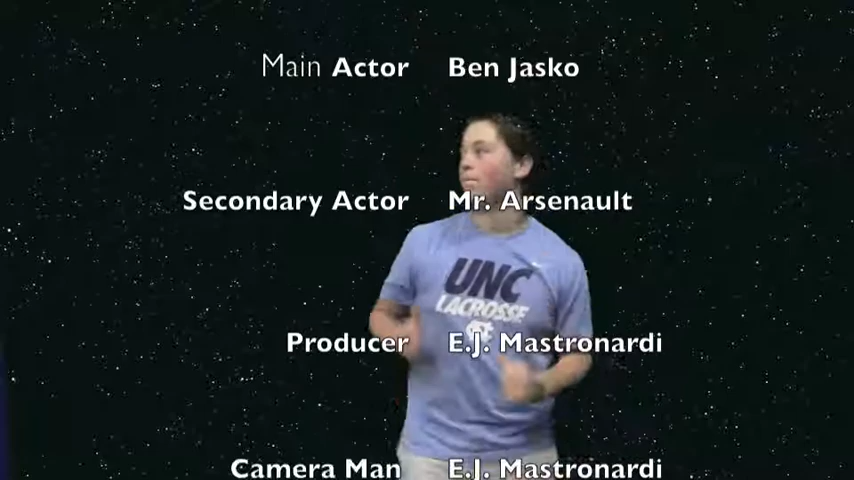 Main Actor Ben Jasko
Secondary Actor Mr. Arsenault
UNC
LACROSSE
Producer E.J. Mastronardi
Camera Man E.J. Mastronardi